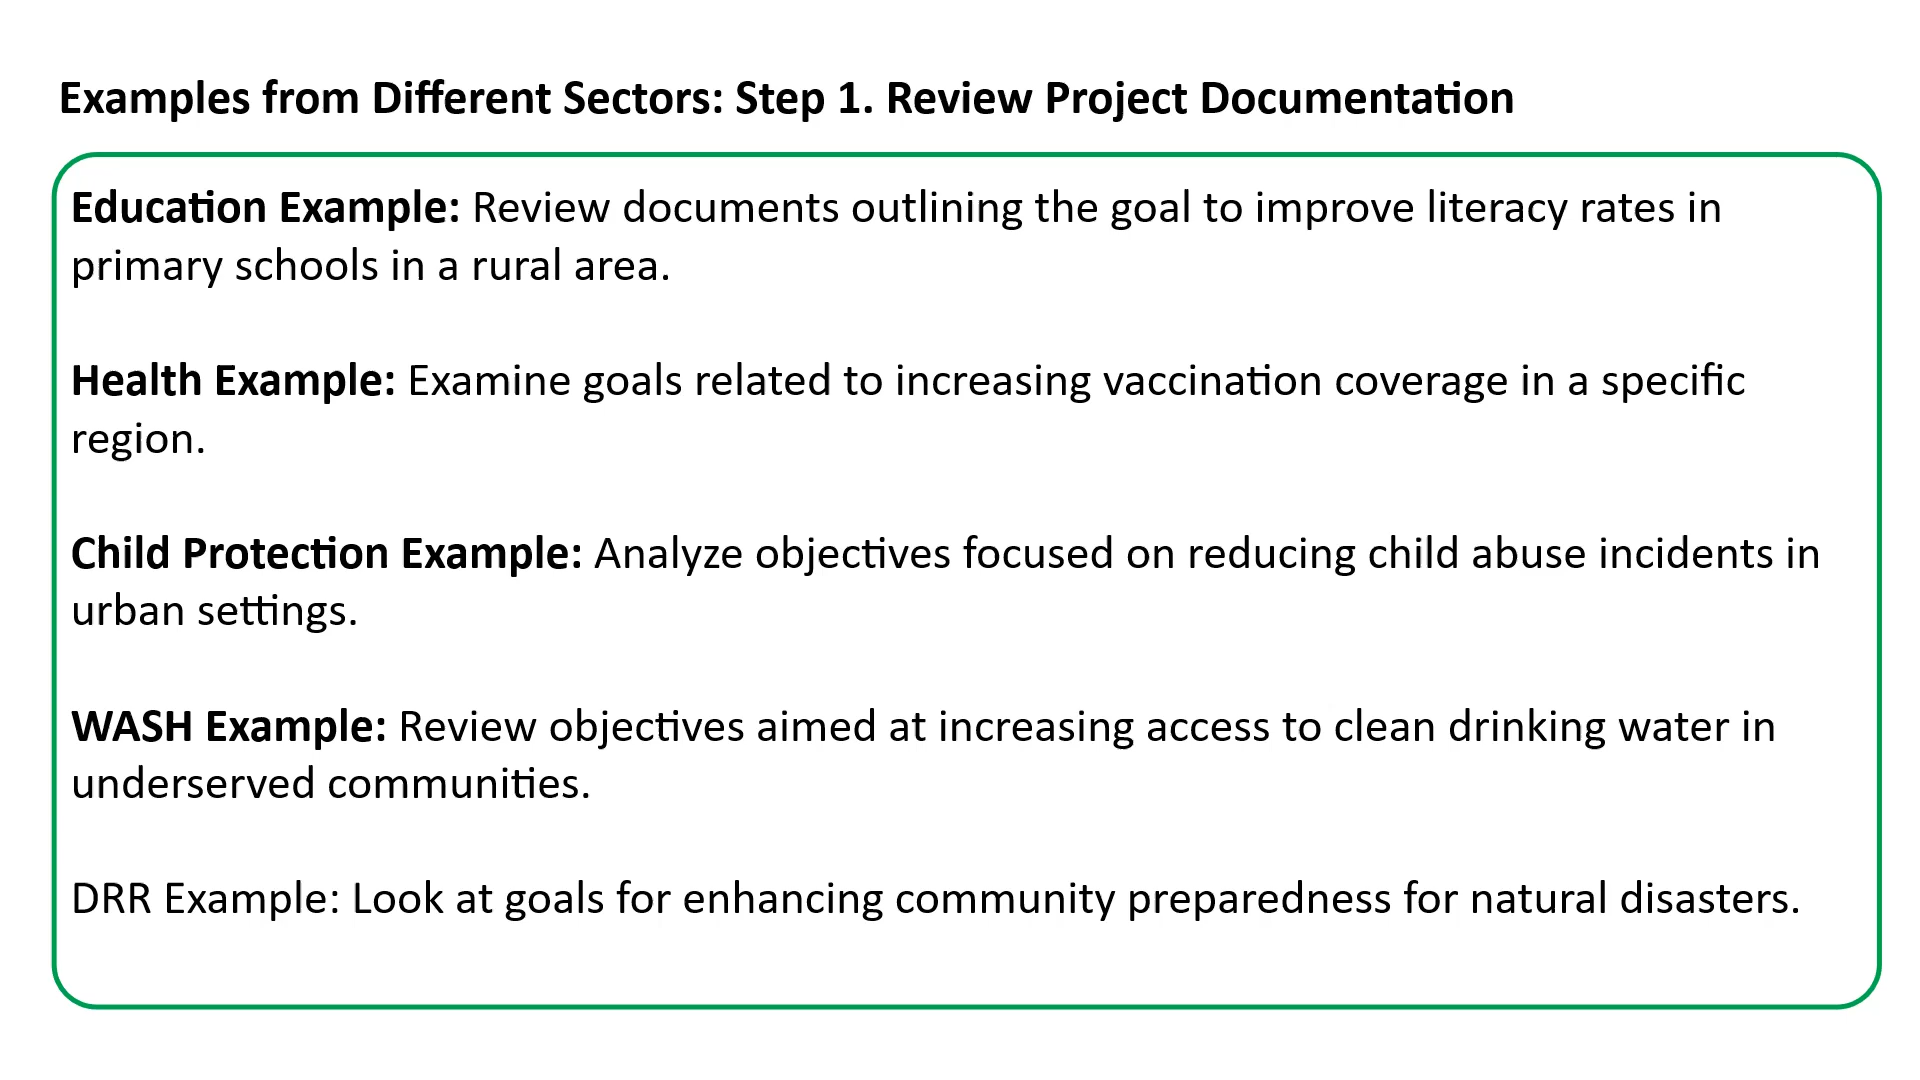 Examples from Different Sectors: Step 1. Review Project Documentation
Education Example: Review documents outlining the goal to improve literacy rates in
primary schools in a rural area.
Health Example: Examine goals related to increasing vaccination coverage in a specific
region.
Child Protection Example: Analyze objectives focused on reducing child abuse incidents in
urban settings.
WASH Example: Review objectives aimed at increasing access to clean drinking water in
underserved communities.
DRR Example: Look at goals for enhancing community preparedness for natural disasters.